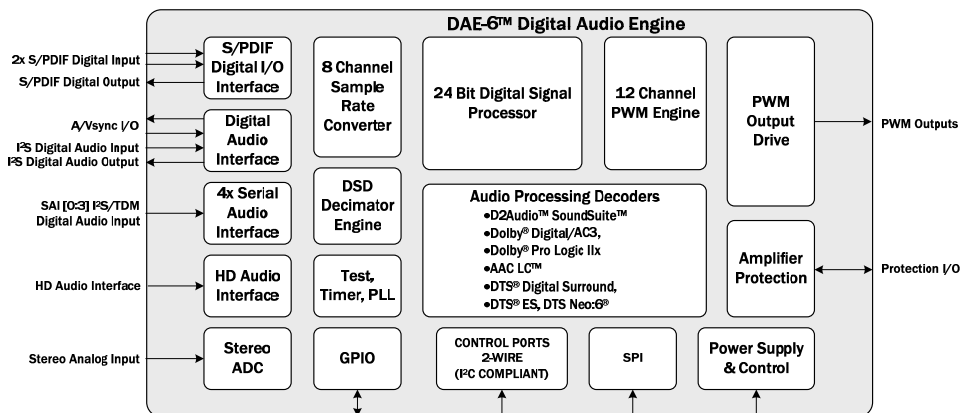 DAE-6™ Digital Audio Engine
2x S/PDIF Digital Input
S/PDIF Digital Output
A/Vsync I/O
I²S Digital Audio Input
I²S Digital Audio Output
SAI [0:3] I²S/TDM
Digital Audio Input
HD Audio Interface
Stereo Analog Input
S/PDIF
Digital I/O
Interface
Digital
Audio
Interface
4x Serial
Audio
Interface
HD Audio
Interface
Stereo
ADC
8 Channel
Sample
Rate
Converter
DSD
Decimator
Engine
Test,
Timer, PLL
GPIO
24 Bit Digital Signal
Processor
12 Channel
PWM Engine
PWM
Output
Drive
Audio Processing Decoders
•D2Audio™ SoundSuite™
•Dolby® Digital/AC3,
•Dolby® Pro Logic IIx
•AAC LC™
•DTS® Digital Surround,
•DTS® ES, DTS Neo:6®
Amplifier
Protection
CONTROL PORTS
2-WIRE
(I²C COMPLIANT)
SPI
Power Supply
& Control
PWM Outputs
Protection I/O